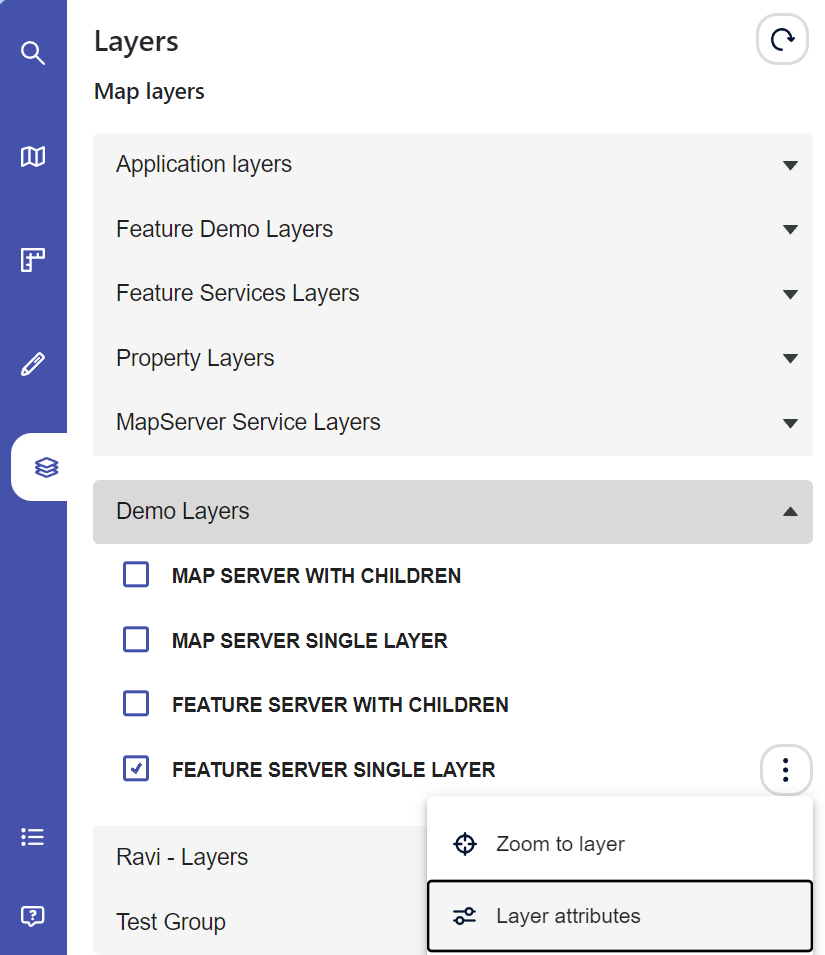 Layers
Map layers
Application layers
Feature Demo Layers
Feature Services Layers
Property Layers
MapServer Service Layers
Demo Layers
MAP SERVER WITH CHILDREN
MAP SERVER SINGLE LAYER
FEATURE SERVER WITH CHILDREN
FEATURE SERVER SINGLE LAYER
Zoom to layer
Ravi - Layers
Layer attributes
Test Group